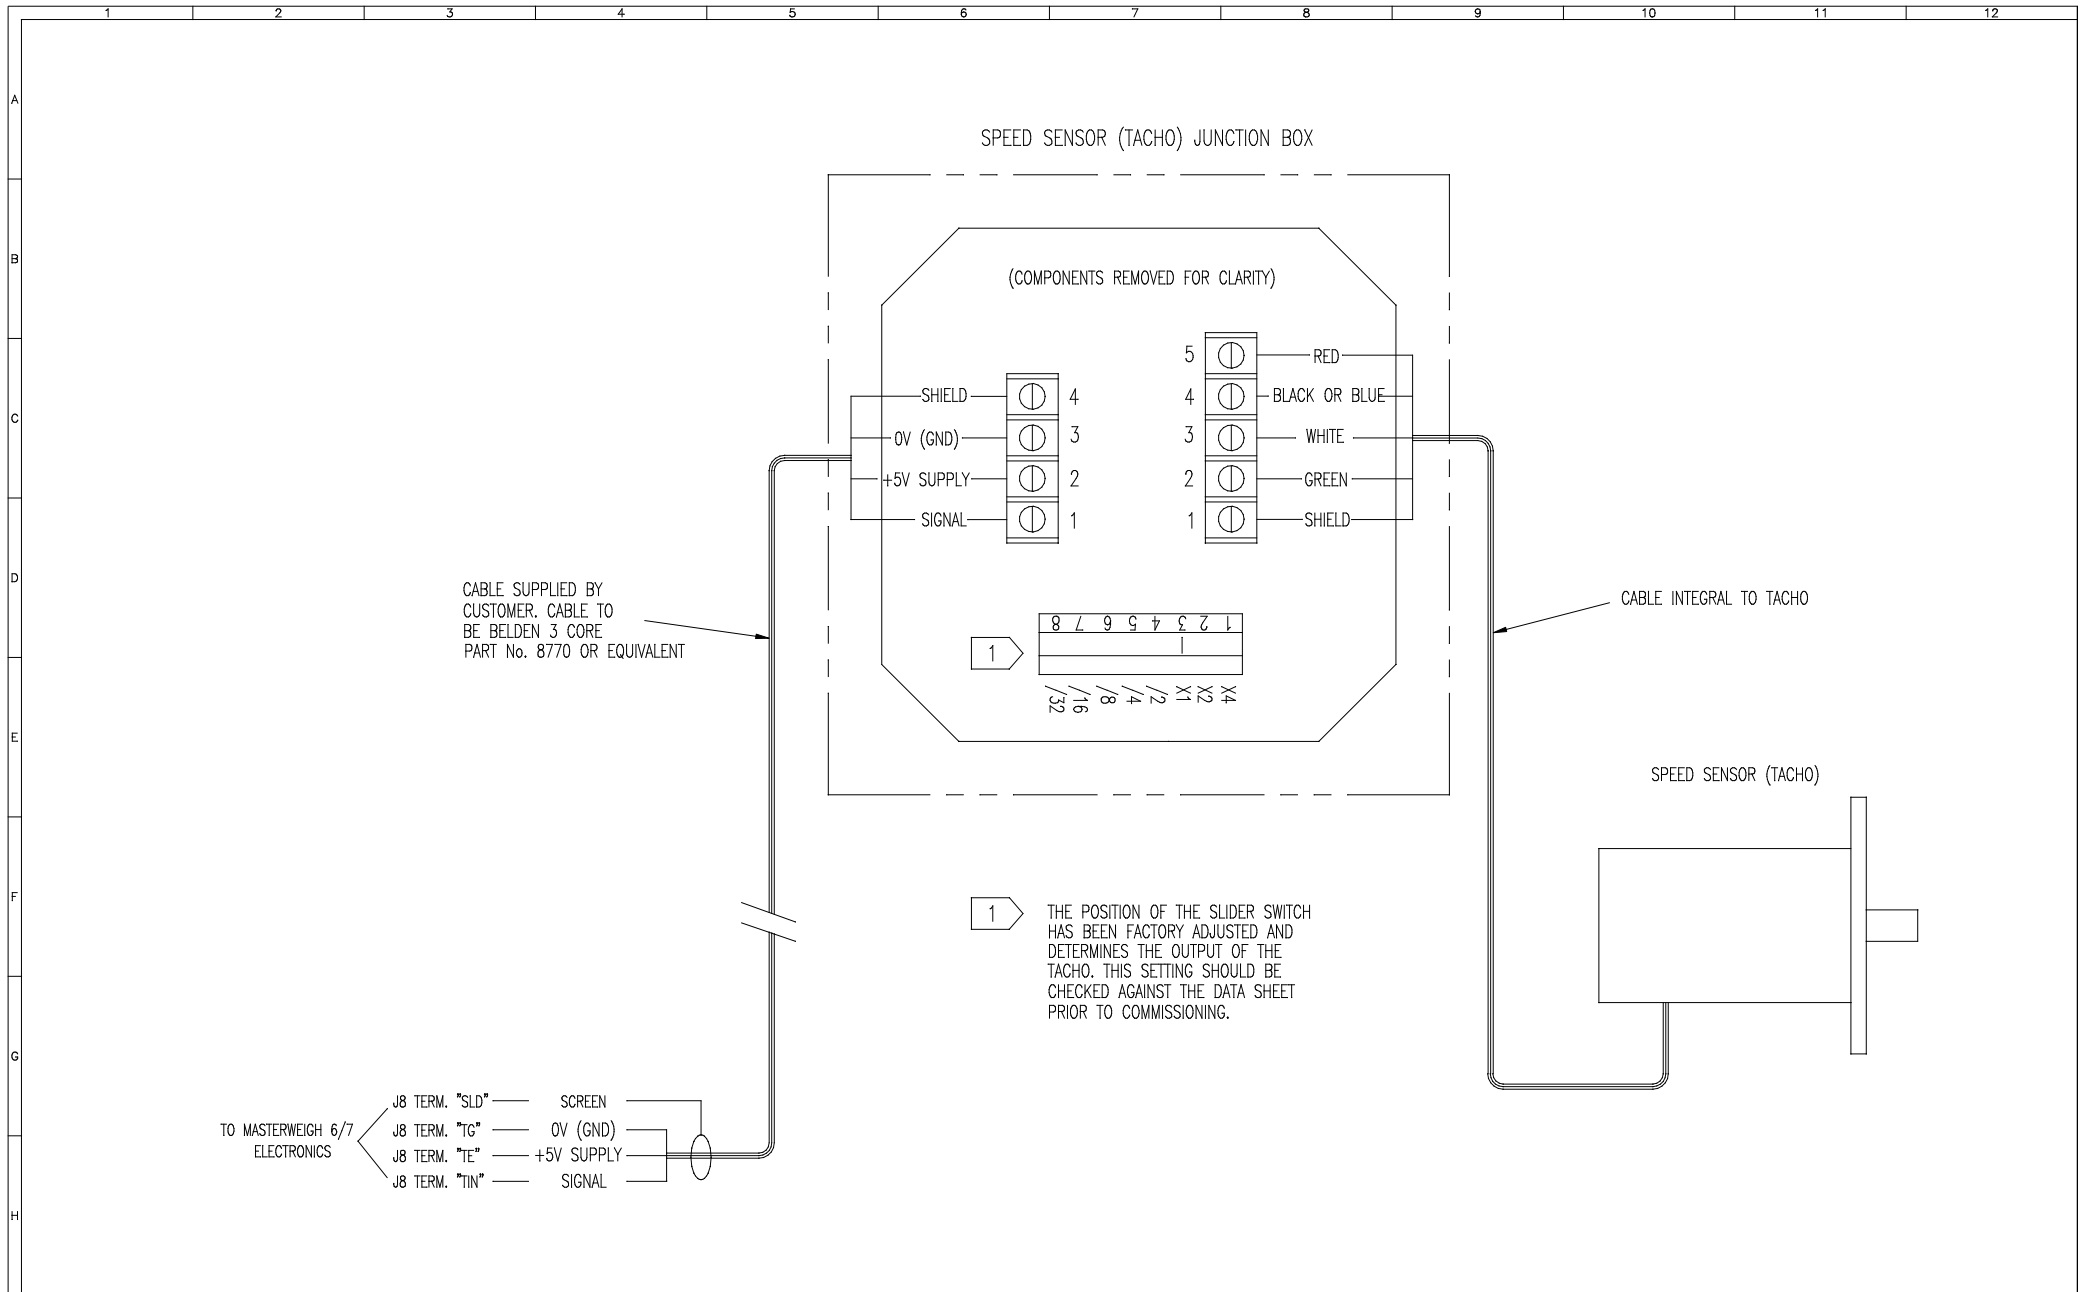 1 2 3 4 5 6 7 8 9 10 11 12
A
SPEED SENSOR (TACHO) JUNCTION BOX
B
(COMPONENTS REMOVED FOR CLARITY)
5 RED
SHIELD 4 4 BLACK OR BLUE
C
0V (GND) 3 3 WHITE
+5V SUPPLY 2 2 GREEN
SIGNAL 1 1 SHIELD
D
CABLE SUPPLIED BY
CUSTOMER. CABLE TO
BE BELDEN 3 CORE
PART No. 8770 OR EQUIVALENT
CABLE INTEGRAL TO TACHO
8 7 6 5 4 3 2 1
1
/32 /16 /8 /4 /2 X1 X2 X4
E
SPEED SENSOR (TACHO)
F
1
THE POSITION OF THE SLIDER SWITCH
HAS BEEN FACTORY ADJUSTED AND
DETERMINES THE OUTPUT OF THE
TACHO. THIS SETTING SHOULD BE
CHECKED AGAINST THE DATA SHEET
PRIOR TO COMMISSIONING.
G
TO MASTERWEIGH 6/7
ELECTRONICS
J8 TERM. "SLD" SCREEN
J8 TERM. "TG" 0V (GND)
J8 TERM. "TE" +5V SUPPLY
J8 TERM. "TIN" SIGNAL
H